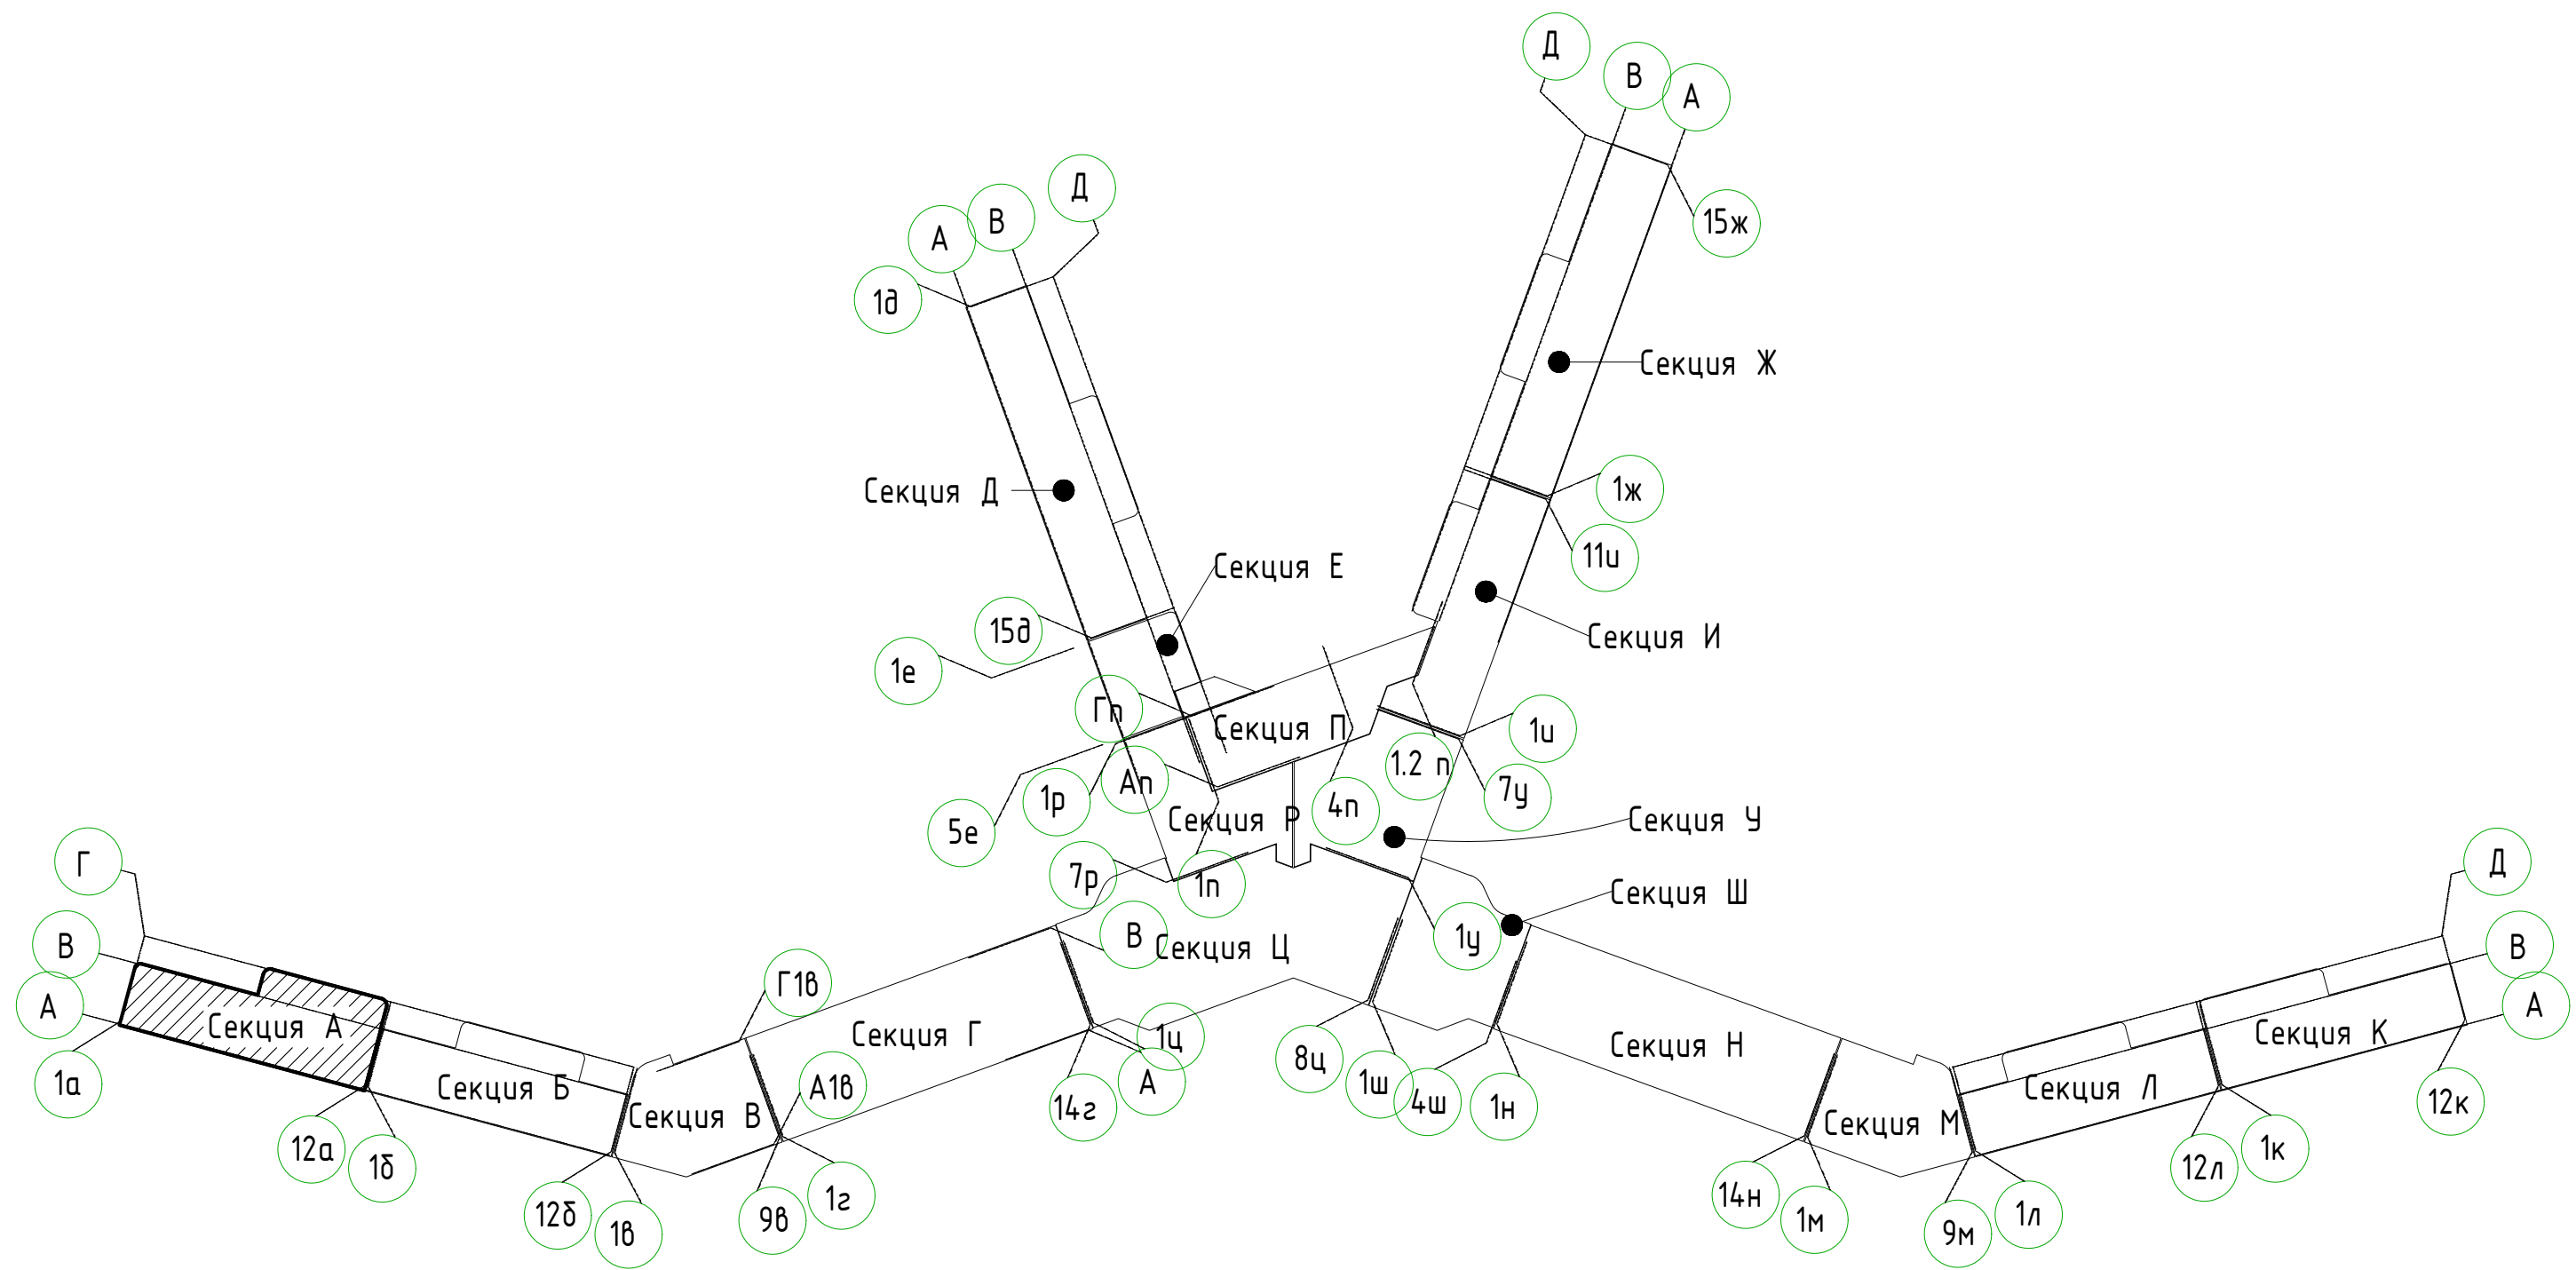 Д
В
А
15ж
Д
В
А
1д
Секция Ж
Секция Д
1ж
11и
Секция Е
15д
Секция И
1е
Гп
Секция П
1и
1.2 п
7у
Ап
1р
4п
5е
Секция Р
Секция У
Г
7р
1п
Д
Секция Ш
В
В
Секция Ц
1у
В
Г1в
А
Секция А
Секция Г
1ц
А
8ц
Секция Н
Секция К
1а
Секция Б
А1в
А
14г
1ш
4ш
1н
Секция Л
12к
Секция В
Секция М
12а
1б
12л
1к
12б
1в
9в
1г
14н
1м
9м
1л